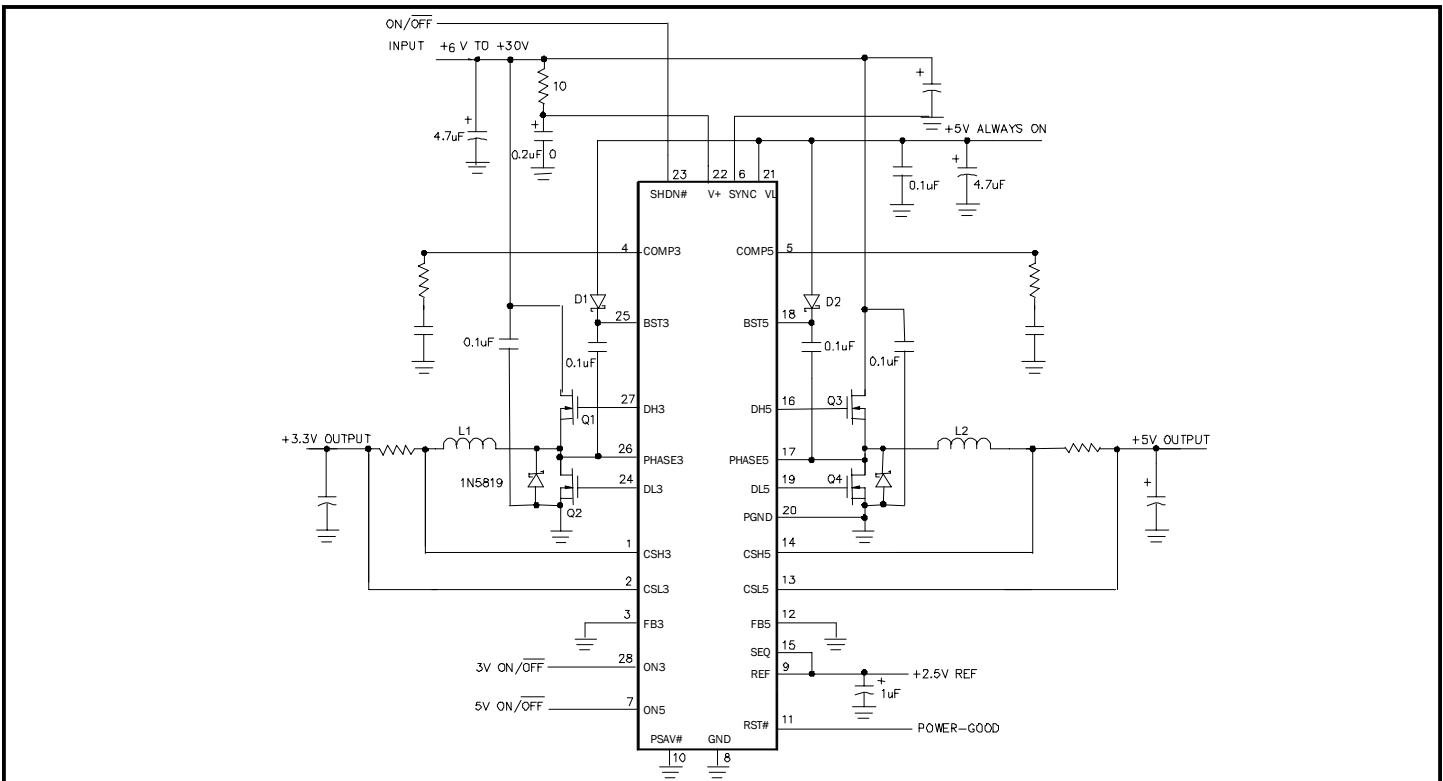 ON/OFF
INPUT +6 V TO +30V
10
4.7uF
0.2uF 0
+5V ALWAYS ON
0.1uF
4.7uF
23
22
6
21
SHDN#
V+
SYNC
VL
4
COMP3
COMP5
5
D1
D2
25
BST3
BST5
18
0.1uF
0.1uF
0.1uF
0.1uF
27
DH3
DH5
16
Q1
Q3
+3.3V OUTPUT
L1
L2
+5V OUTPUT
26
PHASE3
PHASE5
17
1N5819
24
DL3
DL5
19
Q4
Q2
PGND
20
1
CSH3
CSH5
14
2
CSL3
CSL5
13
3
FB3
FB5
12
SEQ
15
3V ON/OFF
28
ON3
REF
9
+2.5V REF
1uF
5V ON/OFF
7
ON5
RST#
11
POWER-GOOD
PSAV#
GND
10
8